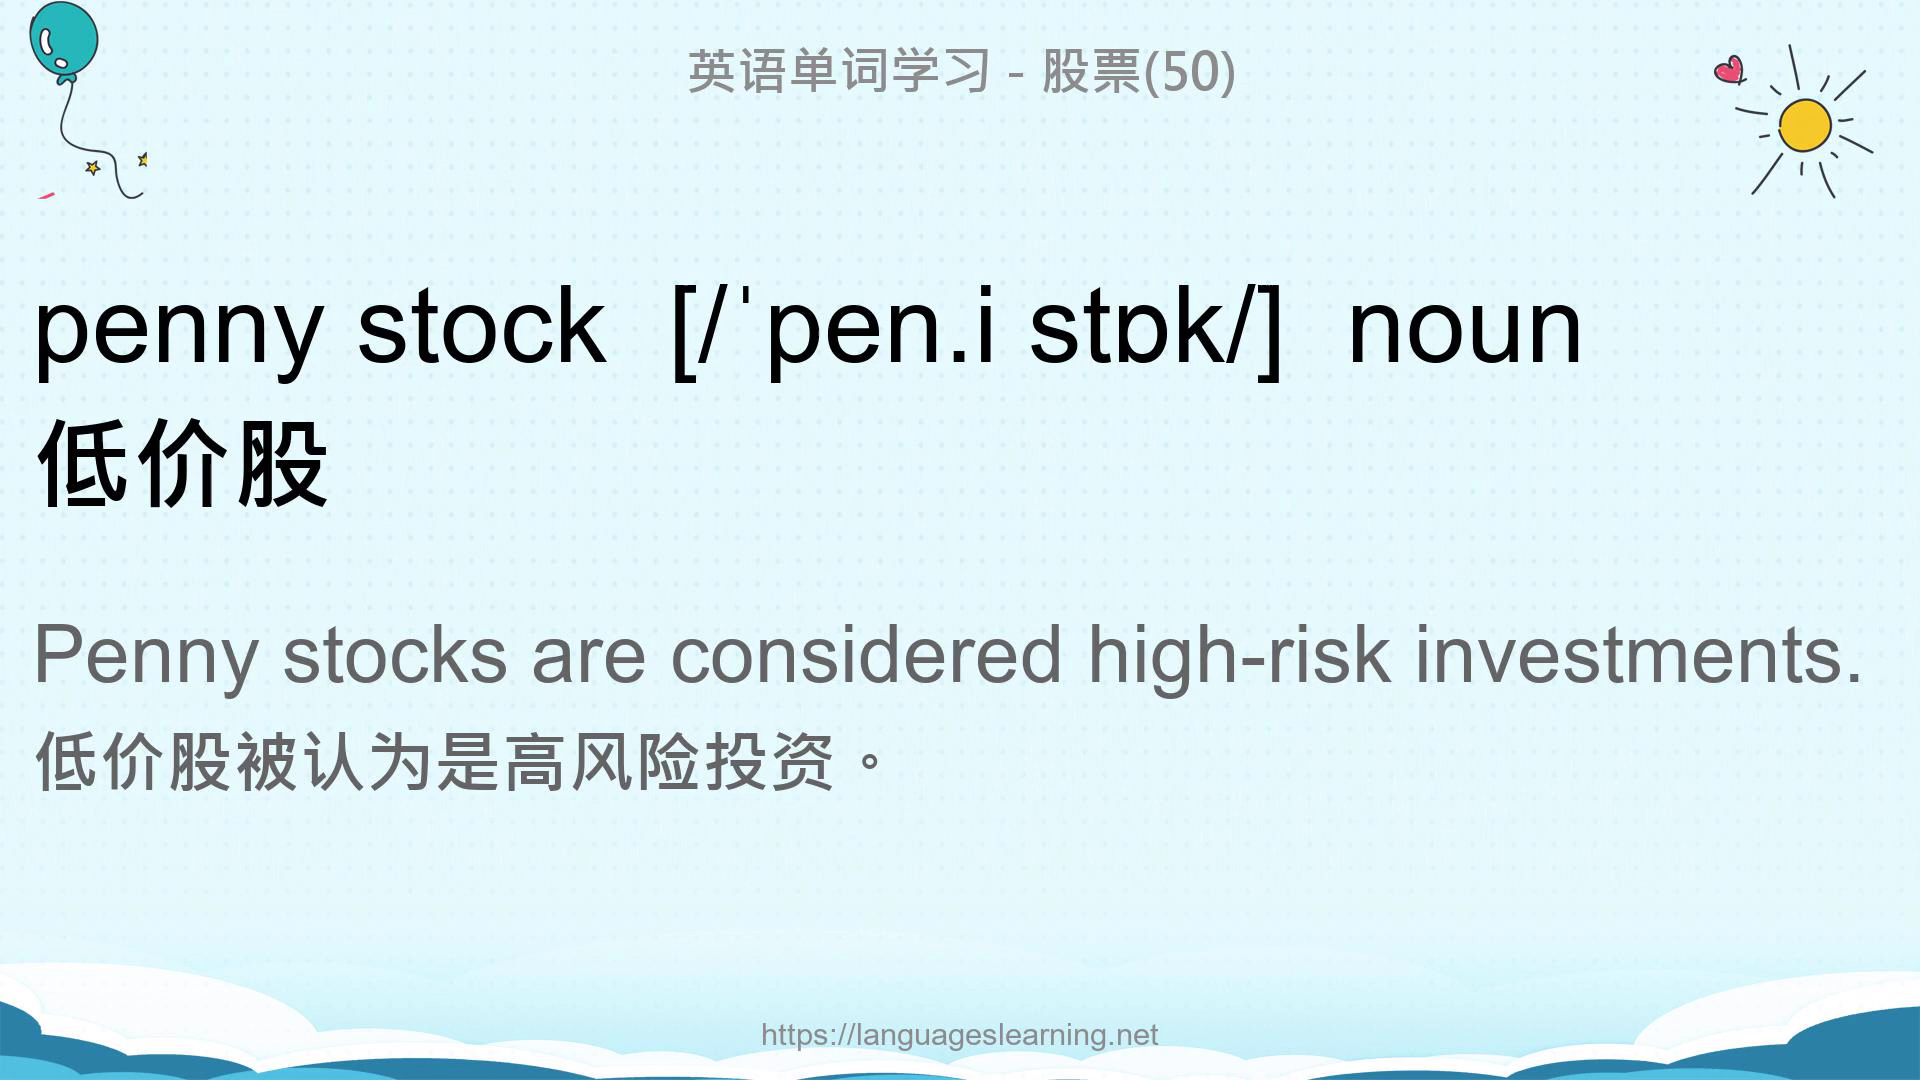 英语单词学习 - 股票(50)
penny stock [/ˈpen.i stɒk/] noun
低价股
Penny stocks are considered high-risk investments.
低价股被认为是高风险投资。
https://languageslearning.net